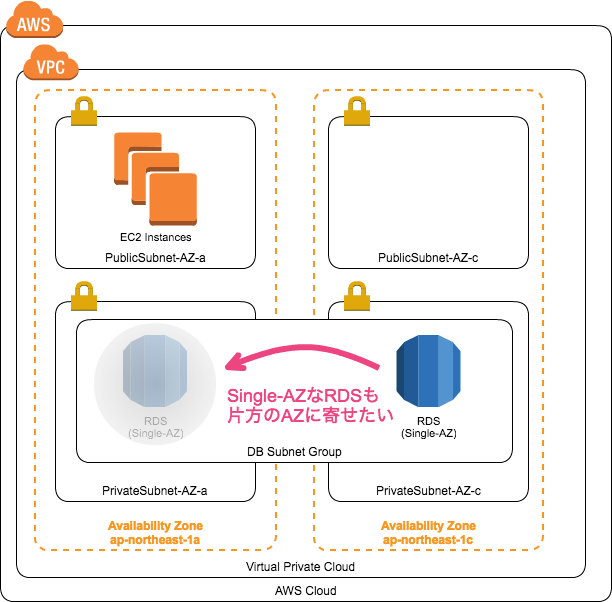 AWS
VPC
EC2 Instances
PublicSubnet-AZ-a
PublicSubnet-AZ-c
Single-AZなRDSも
片方のAZに寄せたい
RDS
(Single-AZ)
RDS
(Single-AZ)
DB Subnet Group
PrivateSubnet-AZ-a
PrivateSubnet-AZ-c
Availability Zone
ap-northeast-1a
Availability Zone
ap-northeast-1c
Virtual Private Cloud
AWS Cloud